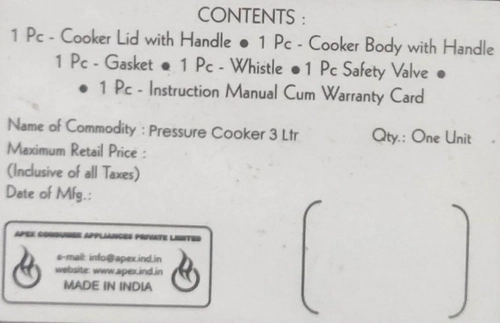 CONTENTS :
1 Pc - Cooker Lid with Handle ● 1 Pc - Cooker Body with Handle
1 Pc - Gasket ● 1 Pc - Whistle ● 1 Pc Safety Valve ●
● 1 Pc - Instruction Manual Cum Warranty Card
Name of Commodity : Pressure Cooker 3 Ltr Qty.: One Unit
Maximum Retail Price :
(Inclusive of all Taxes)
Date of Mfg.:
APEX CONSUMER APPLIANCES PRIVATE LIMITED
e-mail: info@apex.ind.in
website: www.apex.ind.in
MADE IN INDIA